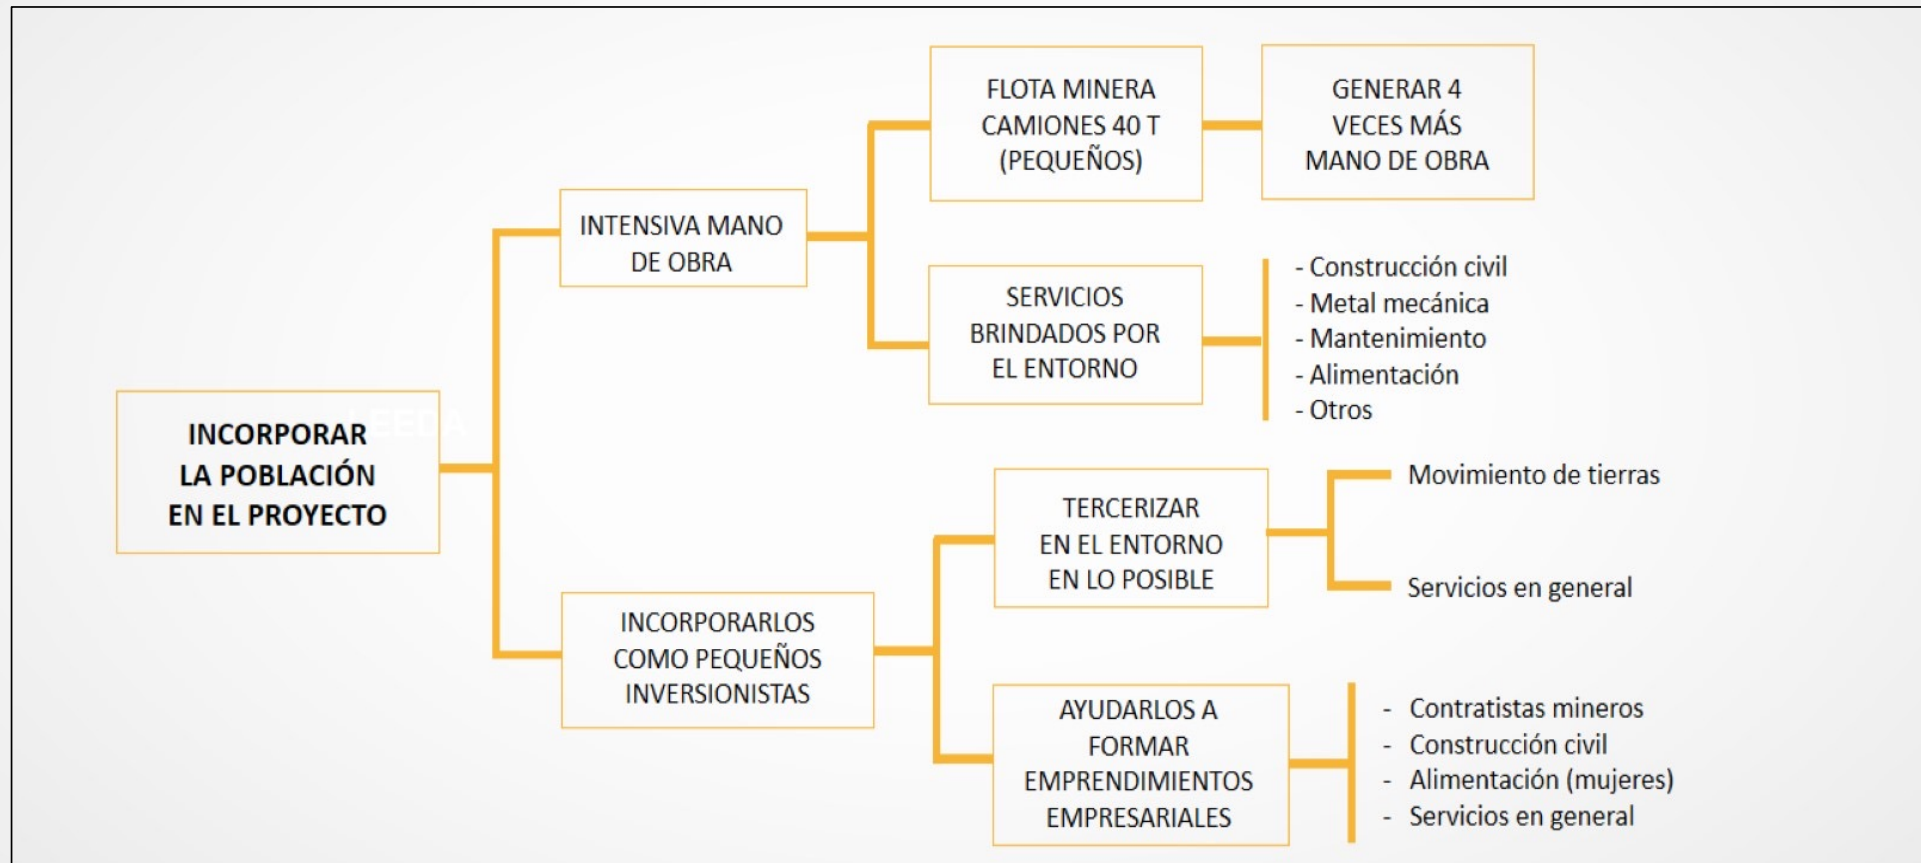 INCORPORAR
LA POBLACIÓN
EN EL PROYECTO
INTENSIVA MANO
DE OBRA
FLOTA MINERA
CAMIONES 40 T
(PEQUEÑOS)
GENERAR 4
VECES MÁS
MANO DE OBRA
SERVICIOS
BRINDADOS POR
EL ENTORNO
- Construcción civil
- Metal mecánica
- Mantenimiento
- Alimentación
- Otros
INCORPORARLOS
COMO PEQUEÑOS
INVERSIONISTAS
TERCERIZAR
EN EL ENTORNO
EN LO POSIBLE
Movimiento de tierras
Servicios en general
AYUDARLOS A
FORMAR
EMPRENDIMIENTOS
EMPRESARIALES
- Contratistas mineros
- Construcción civil
- Alimentación (mujeres)
- Servicios en general